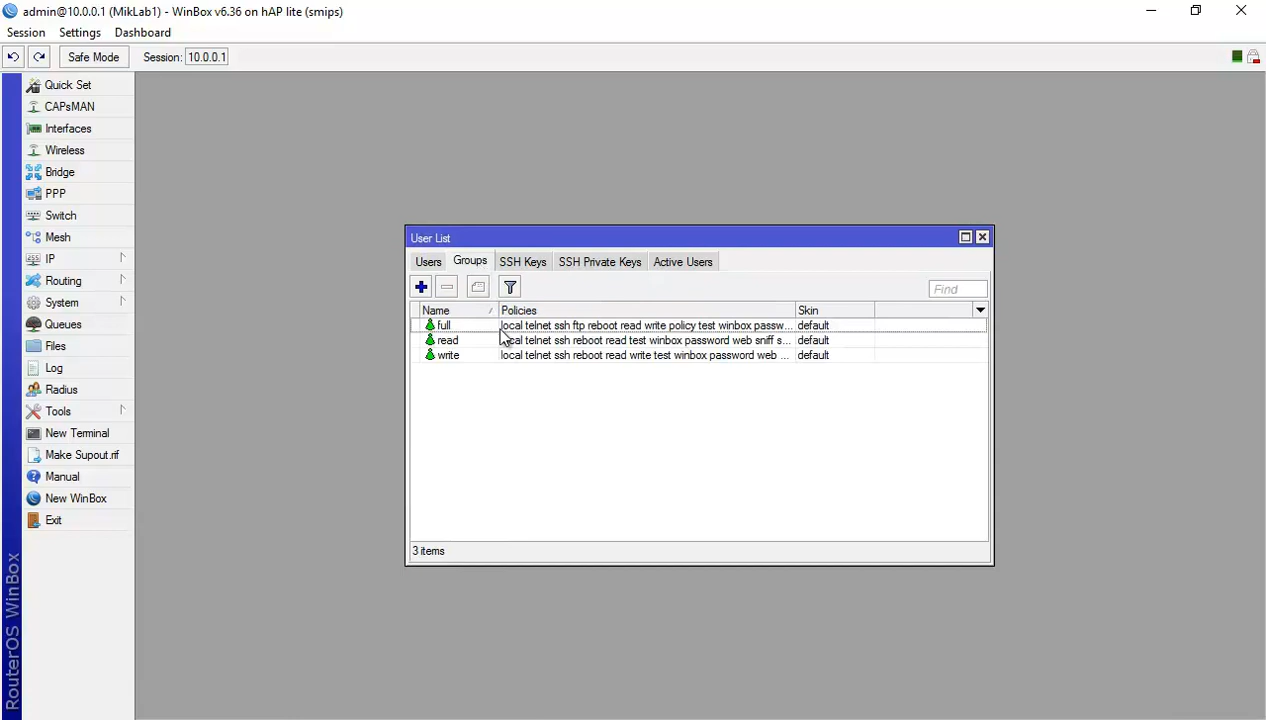 admin@10.0.0.1 (MikLab1) - WinBox v6.36 on hAP lite (smips)
Session Settings Dashboard
Safe Mode Session: 10.0.0.1
Quick Set
CAPsMAN
Interfaces
Wireless
Bridge
PPP
Switch
Mesh
IP
Routing
System
Queues
Files
Log
Radius
Tools
New Terminal
Make Supout.rif
Manual
New WinBox
Exit
RouterOS WinBox
User List
Users Groups SSH Keys SSH Private Keys Active Users
Find
Name Policies Skin
full local telnet ssh ftp reboot read write policy test winbox passw... default
read local telnet ssh reboot read test winbox password web sniff s... default
write local telnet ssh reboot read write test winbox password web ... default
3 items